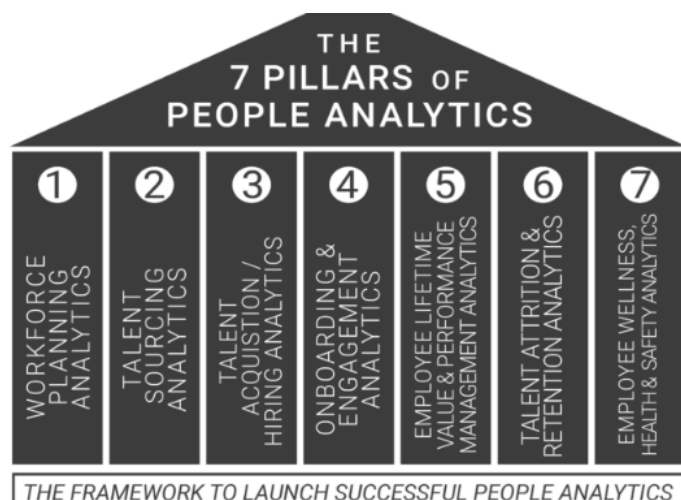 THE
7 PILLARS OF
PEOPLE ANALYTICS
1
WORKFORCE
PLANNING
ANALYTICS
2
TALENT
SOURCING
ANALYTICS
3
TALENT
ACQUISTION /
HIRING ANALYTICS
4
ONBOARDING &
ENGAGEMENT
ANALYTICS
5
EMPLOYEE LIFETIME
VALUE & PERFORMANCE
MANAGEMENT ANALYTICS
6
TALENT ATTRITION &
RETENTION ANALYTICS
7
EMPLOYEE WELLNESS,
HEALTH & SAFETY ANALYTICS
THE FRAMEWORK TO LAUNCH SUCCESSFUL PEOPLE ANALYTICS